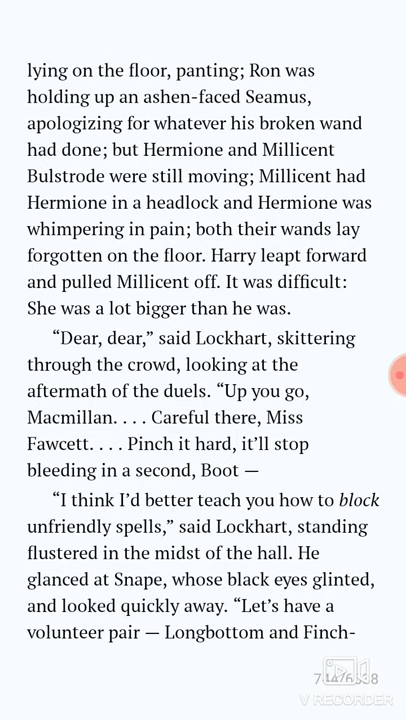 lying on the floor, panting; Ron was
holding up an ashen-faced Seamus,
apologizing for whatever his broken wand
had done; but Hermione and Millicent
Bulstrode were still moving; Millicent had
Hermione in a headlock and Hermione was
whimpering in pain; both their wands lay
forgotten on the floor. Harry leapt forward
and pulled Millicent off. It was difficult:
She was a lot bigger than he was.
“Dear, dear,” said Lockhart, skittering
through the crowd, looking at the
aftermath of the duels. “Up you go,
Macmillan. . . . Careful there, Miss
Fawcett. . . . Pinch it hard, it’ll stop
bleeding in a second, Boot —
“I think I’d better teach you how to block
unfriendly spells,” said Lockhart, standing
flustered in the midst of the hall. He
glanced at Snape, whose black eyes glinted,
and looked quickly away. “Let’s have a
volunteer pair — Longbottom and Finch-
V RECORDER